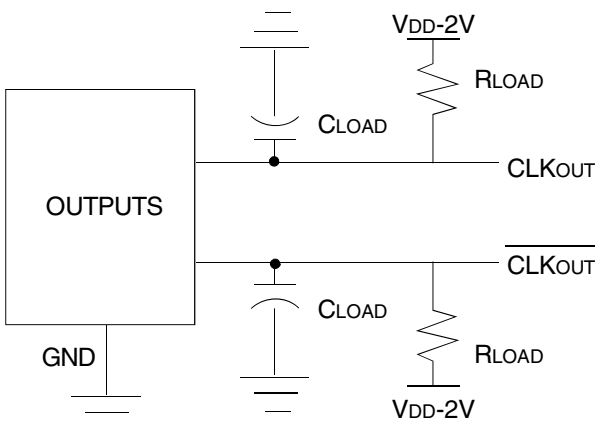 VDD-2V
RLOAD
CLOAD
CLKOUT
OUTPUTS
CLKOUT
CLOAD
GND
RLOAD
VDD-2V